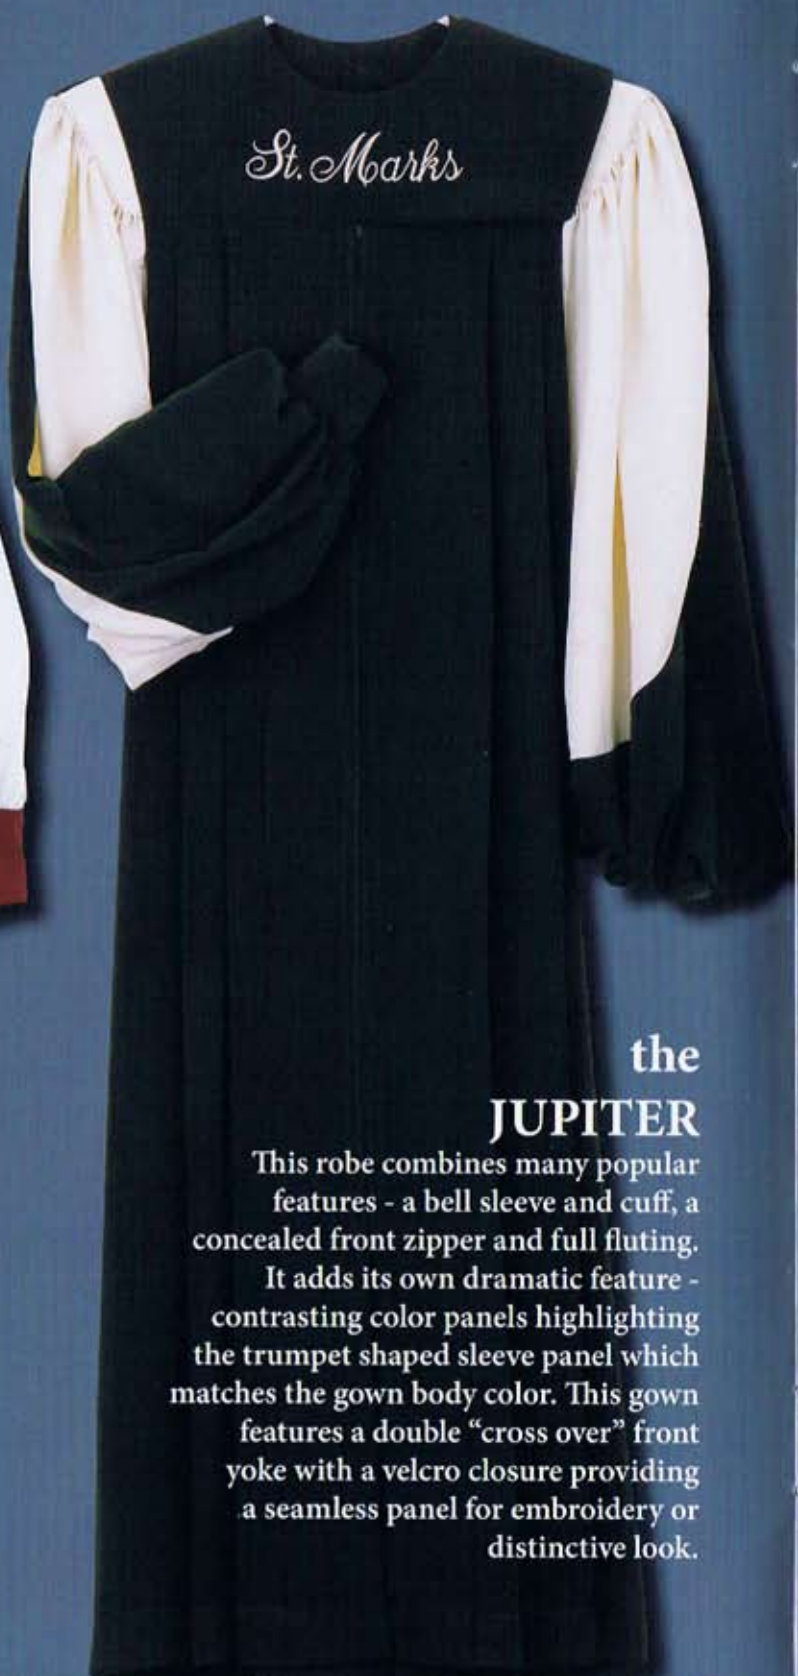 St. Marks
the
JUPITER
This robe combines many popular
features - a bell sleeve and cuff, a
concealed front zipper and full fluting.
It adds its own dramatic feature -
contrasting color panels highlighting
the trumpet shaped sleeve panel which
matches the gown body color. This gown
features a double “cross over” front
yoke with a velcro closure providing
a seamless panel for embroidery or
distinctive look.